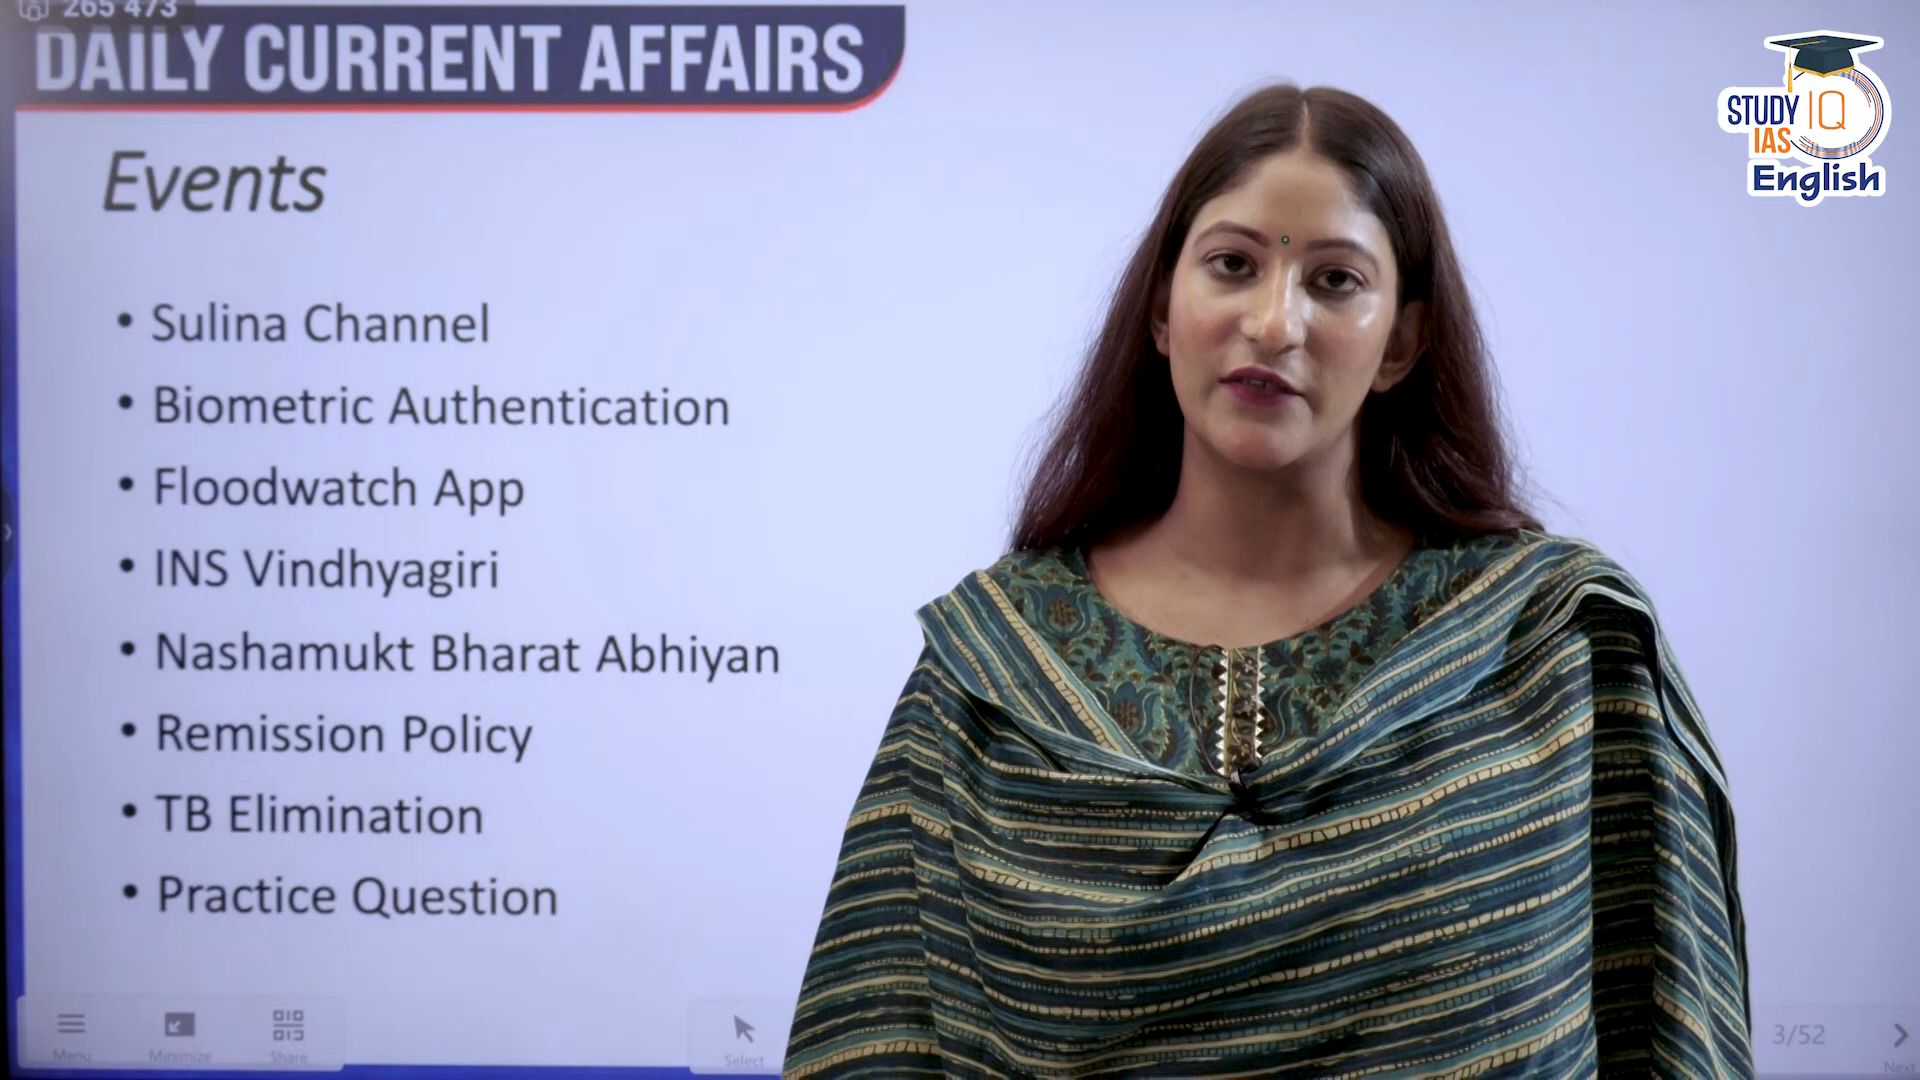 265 473
DAILY CURRENT AFFAIRS
STUDY IQ
IAS
English
Events
• Sulina Channel
• Biometric Authentication
• Floodwatch App
• INS Vindhyagiri
• Nashamukt Bharat Abhiyan
• Remission Policy
• TB Elimination
• Practice Question
Menu
Minimize
Share
Select
3/52
Next